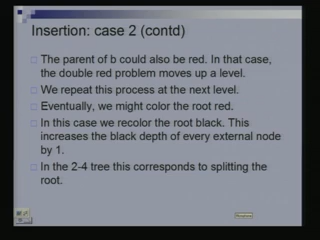 Insertion: case 2 (contd)
The parent of b could also be red. In that case,
the double red problem moves up a level.
We repeat this process at the next level.
Eventually, we might color the root red.
In this case we recolor the root black. This
increases the black depth of every external node
by 1.
In the 2-4 tree this corresponds to splitting the
root.